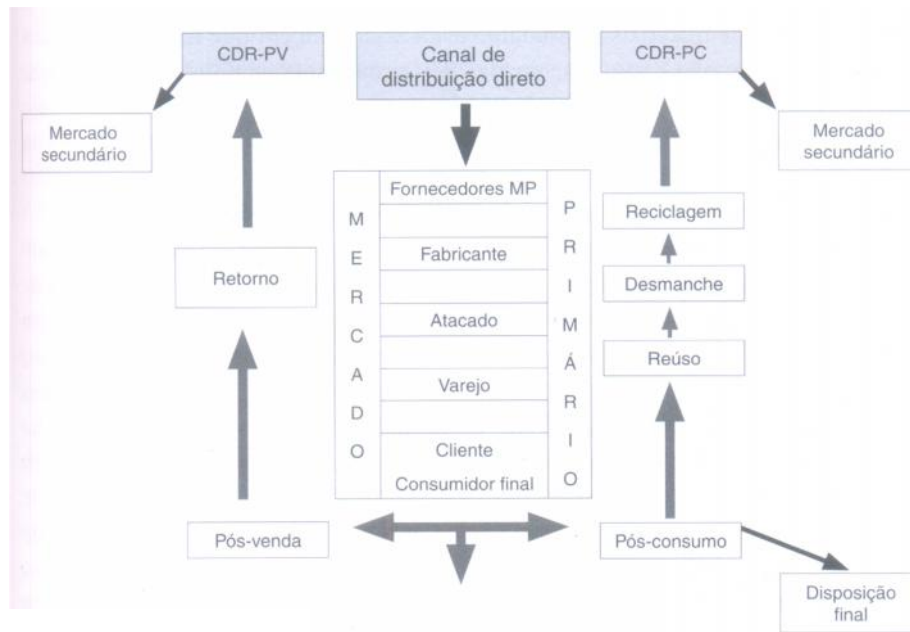 CDR-PV
Canal de
distribuição direto
CDR-PC
Mercado
secundário
Mercado
secundário
Fornecedores MP
Fabricante
Atacado
Varejo
Cliente
Consumidor final
M
E
R
C
A
D
O
P
R
I
M
Á
R
I
O
Retorno
Reciclagem
Desmanche
Reúso
Pós-venda
Pós-consumo
Disposição
final